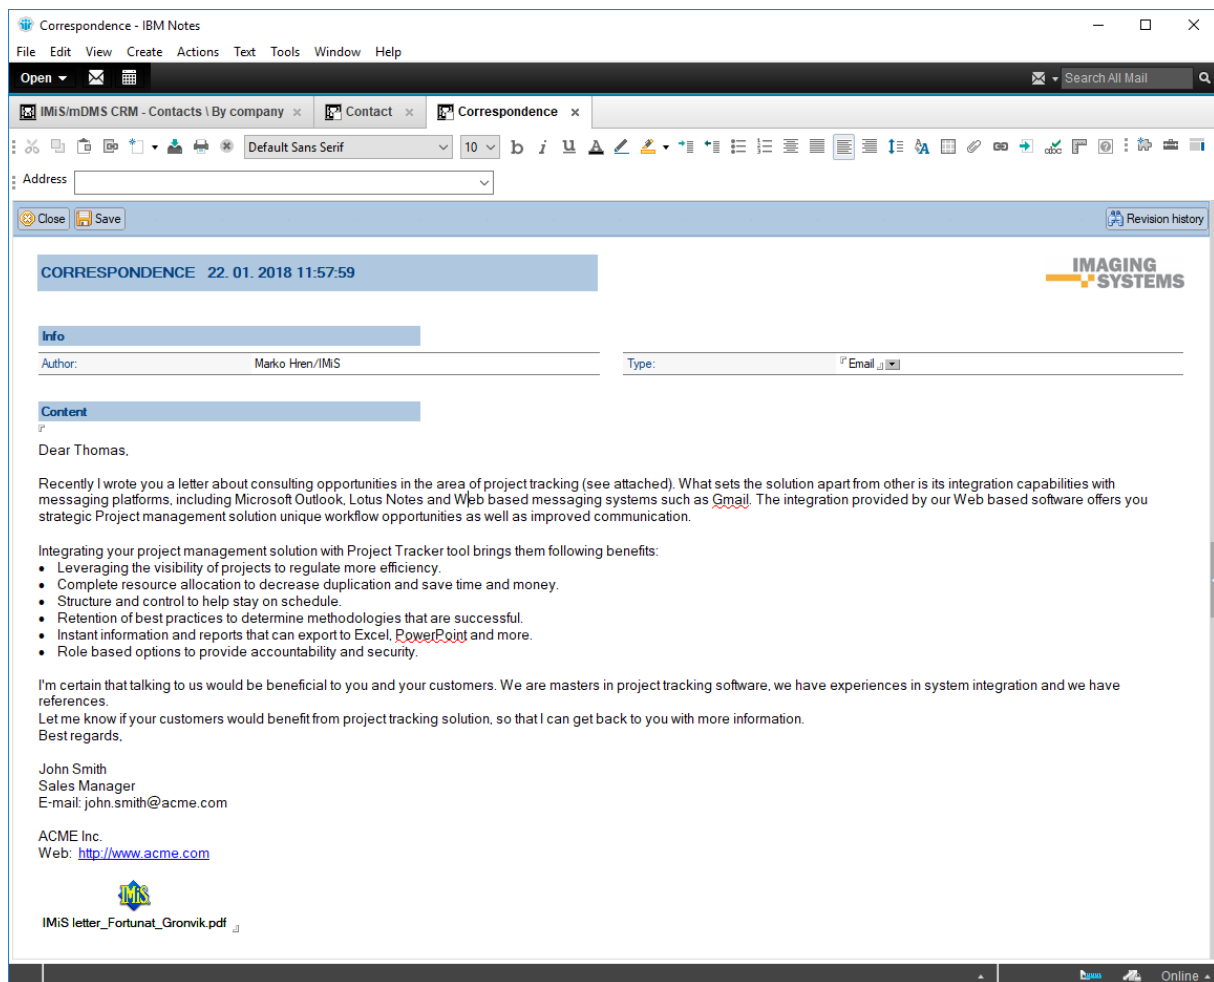 Correspondence - IBM Notes
File Edit View Create Actions Text Tools Window Help
Open Search All Mail
IMiS/mDMS CRM - Contacts \ By company Contact Correspondence
Default Sans Serif 10 b i u A
Address
Close Save Revision history
CORRESPONDENCE 22. 01. 2018 11:57:59
IMAGING
SYSTEMS
Info
Author: Marko Hren/IMiS Type: Email
Content
Dear Thomas,
Recently I wrote you a letter about consulting opportunities in the area of project tracking (see attached). What sets the solution apart from other is its integration capabilities with
messaging platforms, including Microsoft Outlook, Lotus Notes and Web based messaging systems such as Gmail. The integration provided by our Web based software offers you
strategic Project management solution unique workflow opportunities as well as improved communication.
Integrating your project management solution with Project Tracker tool brings them following benefits:
• Leveraging the visibility of projects to regulate more efficiency.
• Complete resource allocation to decrease duplication and save time and money.
• Structure and control to help stay on schedule.
• Retention of best practices to determine methodologies that are successful.
• Instant information and reports that can export to Excel, PowerPoint and more.
• Role based options to provide accountability and security.
I'm certain that talking to us would be beneficial to you and your customers. We are masters in project tracking software, we have experiences in system integration and we have
references.
Let me know if your customers would benefit from project tracking solution, so that I can get back to you with more information.
Best regards,
John Smith
Sales Manager
E-mail: john.smith@acme.com
ACME Inc.
Web: http://www.acme.com
IMiS
IMiS letter_Fortunat_Gronvik.pdf
Online